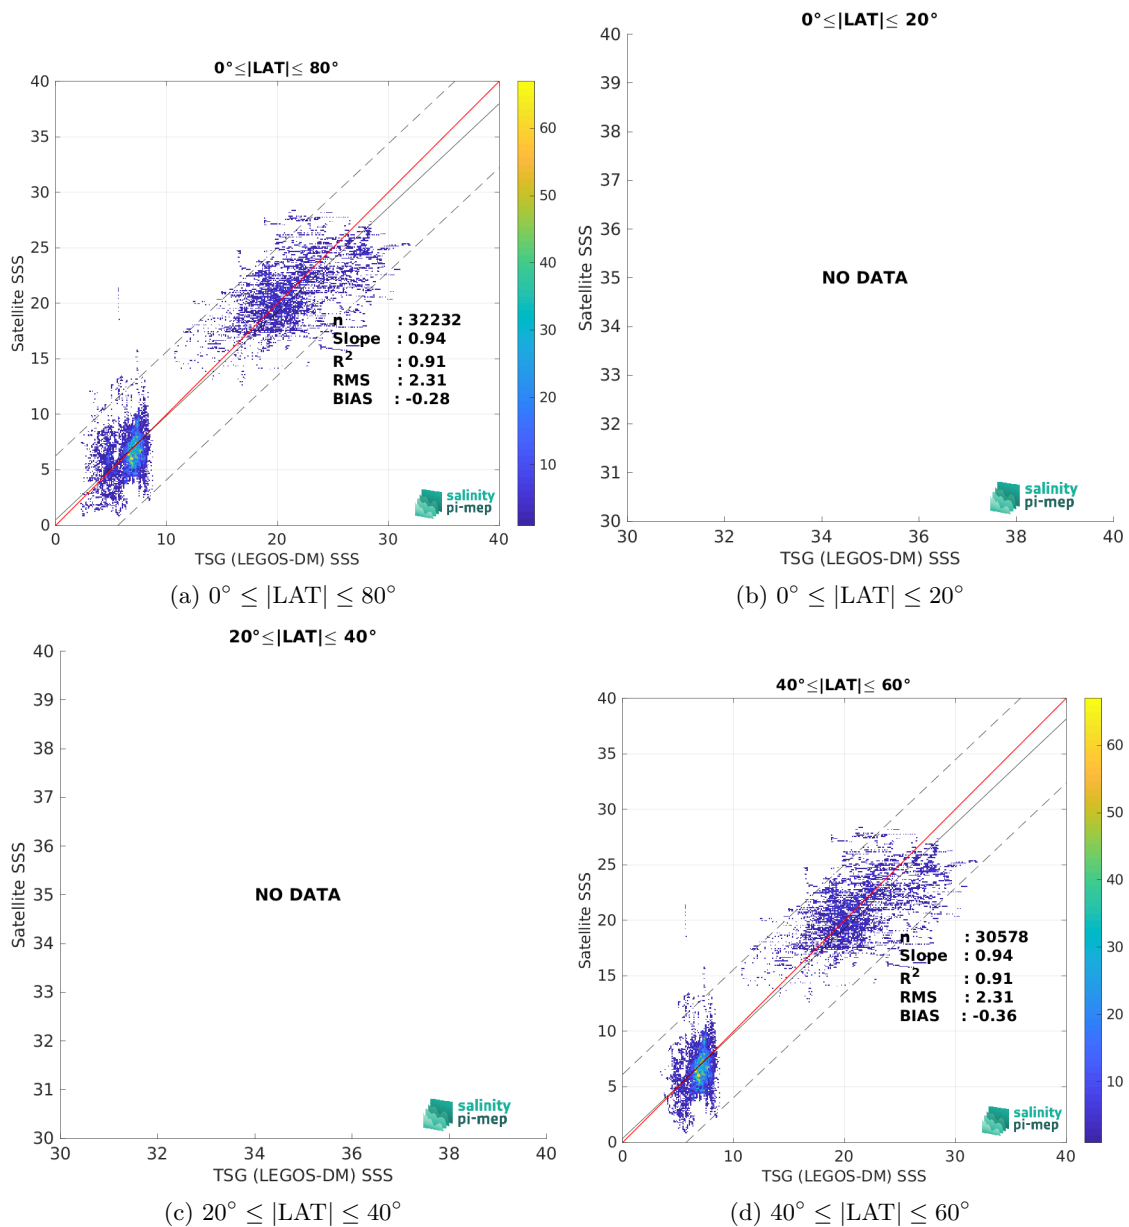 0°≤|LAT|≤ 80°
40
35
30
25
20
15
10
5
0
0
10
20
30
40
60
50
40
30
20
10
Satellite SSS
TSG (LEGOS-DM) SSS
n : 32232
Slope : 0.94
R2 : 0.91
RMS : 2.31
BIAS : -0.28
salinity
pi-mep
(a) 0° ≤ |LAT| ≤ 80°
0°≤|LAT|≤ 20°
40
39
38
37
36
35
34
33
32
31
30
30
32
34
36
38
40
Satellite SSS
TSG (LEGOS-DM) SSS
NO DATA
salinity
pi-mep
(b) 0° ≤ |LAT| ≤ 20°
20°≤|LAT|≤ 40°
40
39
38
37
36
35
34
33
32
31
30
30
32
34
36
38
40
Satellite SSS
TSG (LEGOS-DM) SSS
NO DATA
salinity
pi-mep
(c) 20° ≤ |LAT| ≤ 40°
40°≤|LAT|≤ 60°
40
35
30
25
20
15
10
5
0
0
10
20
30
40
60
50
40
30
20
10
Satellite SSS
TSG (LEGOS-DM) SSS
n : 30578
Slope : 0.94
R2 : 0.91
RMS : 2.31
BIAS : -0.36
salinity
pi-mep
(d) 40° ≤ |LAT| ≤ 60°